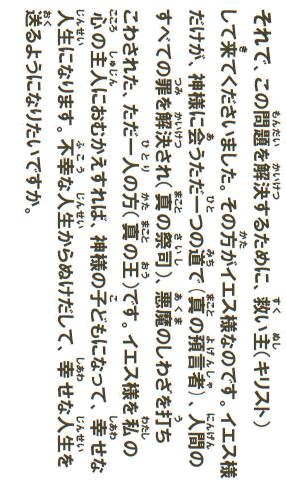 それで、この問題を解決するために、救い主(キリスト)
して来てくださいました。その方がイエス様なのです。イエス様
だけが、神様に会うただ一つの道で(真の預言者)、人間の
すべての罪を解決され(真の祭司)、悪魔のしわざを打ち
こわされた、ただ一人の方(真の王)です。イエス様を私の
心の主人におむかえすれば、神様の子どもになって、幸せな
人生になります。不幸な人生からぬけだして、幸せな人生を
送るようになりたいですか。